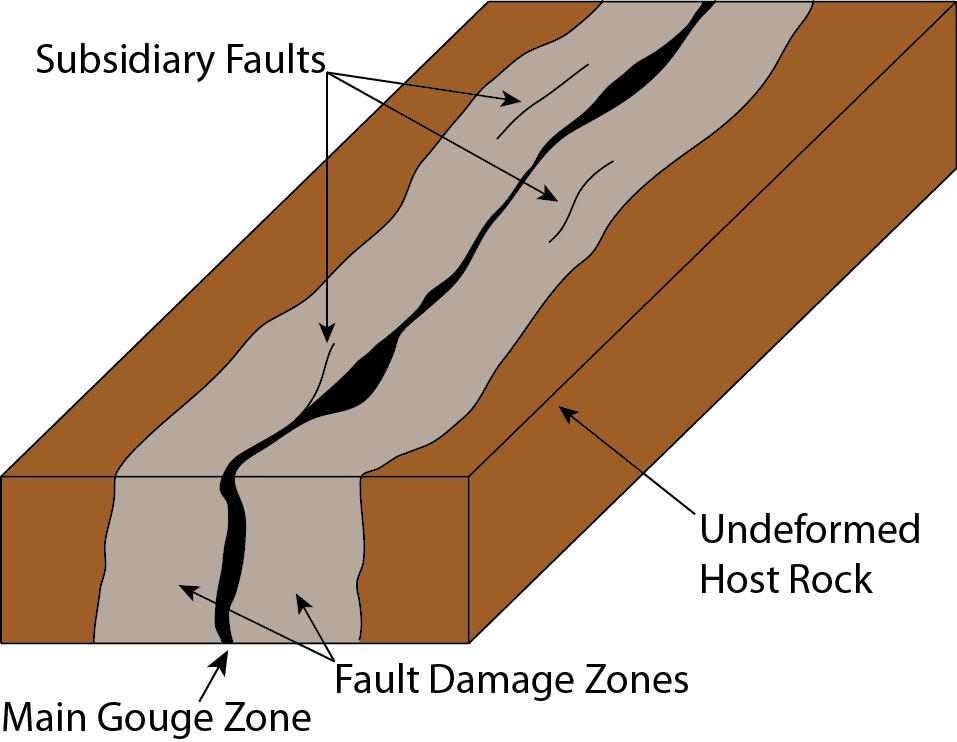 Subsidiary Faults
Undeformed
Host Rock
Fault Damage Zones
Main Gouge Zone